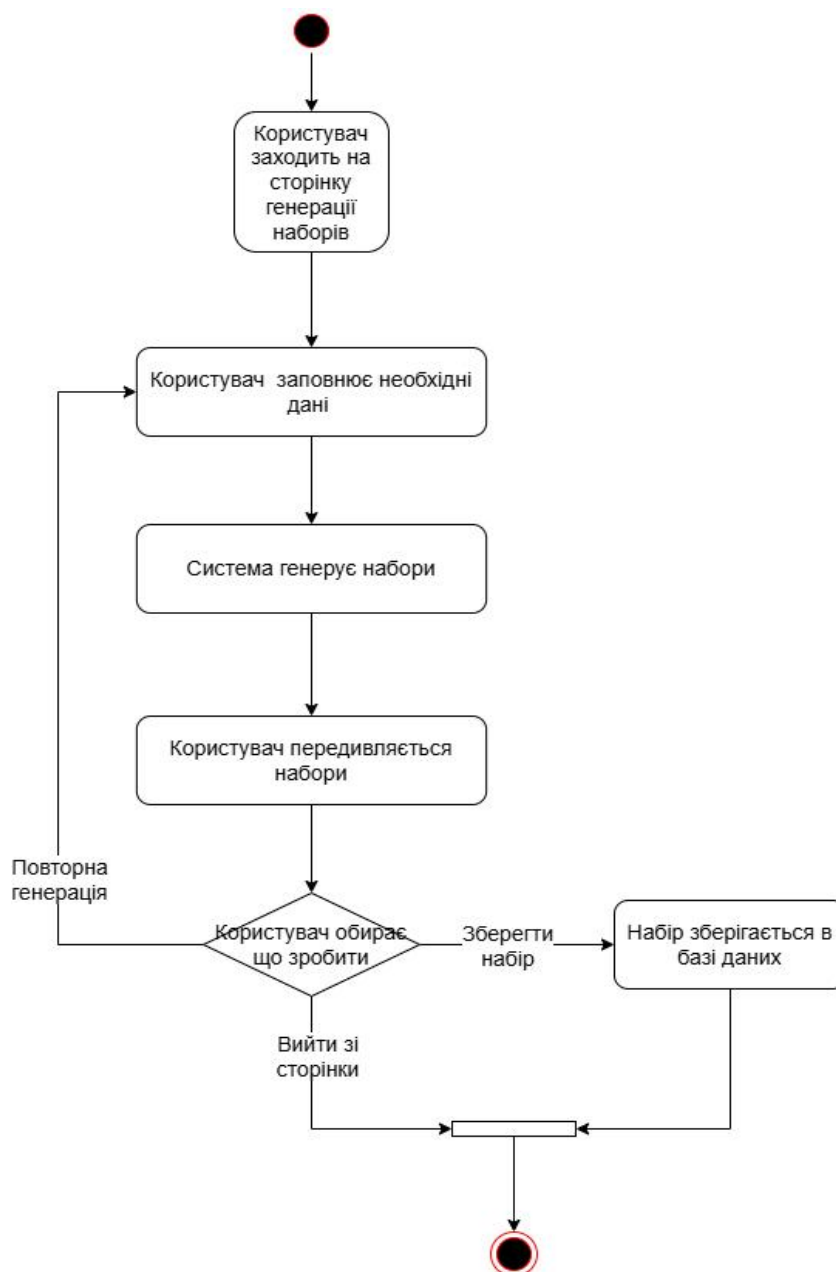 Користувач
заходить на
сторінку
генерації
наборів
Користувач заповнює необхідні
дані
Система генерує набори
Користувач передивляється
набори
Повторна
генерація
Користувач обирає
що зробити
Зберегти
набір
Набір зберігається в
базі даних
Вийти зі
сторінки